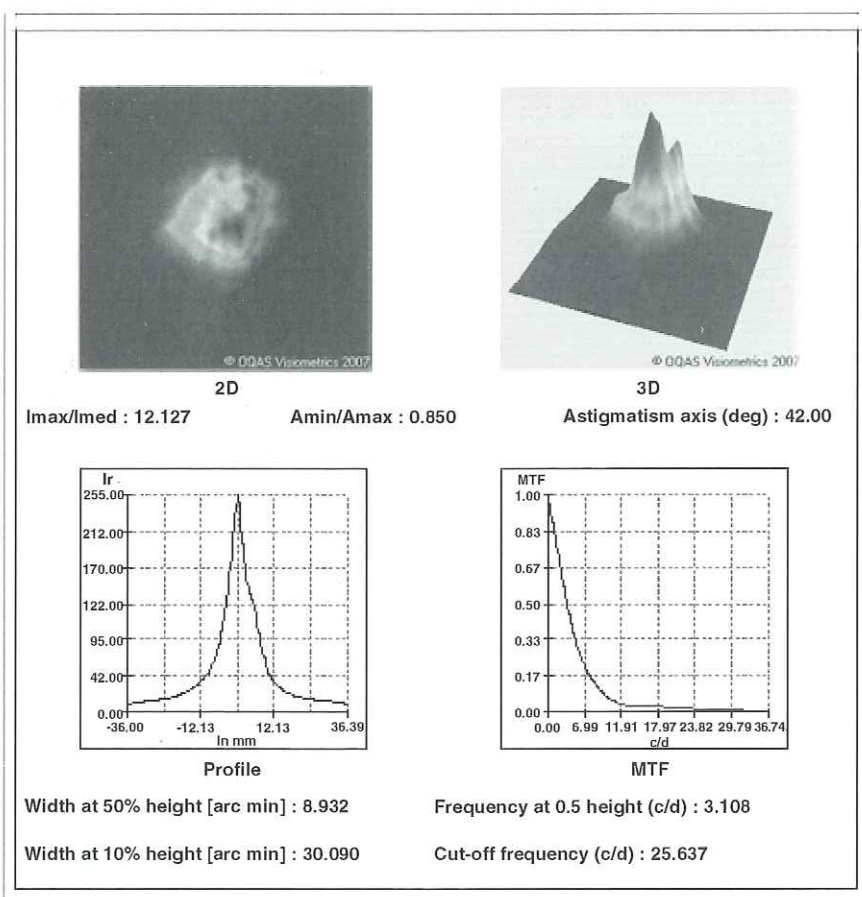 © OQAS Visiometrics 2007
© OQAS Visiometrics 2007
2D
3D
Imax/Imed : 12.127
Amin/Amax : 0.850
Astigmatism axis (deg) : 42.00
Ir
255.00
212.00
170.00
122.00
95.00
42.00
0.00
-36.00
-12.13
12.13
36.39
In mm
Profile
MTF
1.00
0.83
0.67
0.50
0.33
0.17
0.00
0.00
6.99
11.91
17.97
23.82
29.79
36.74
c/d
MTF
Width at 50% height [arc min] : 8.932
Frequency at 0.5 height (c/d) : 3.108
Width at 10% height [arc min] : 30.090
Cut-off frequency (c/d) : 25.637